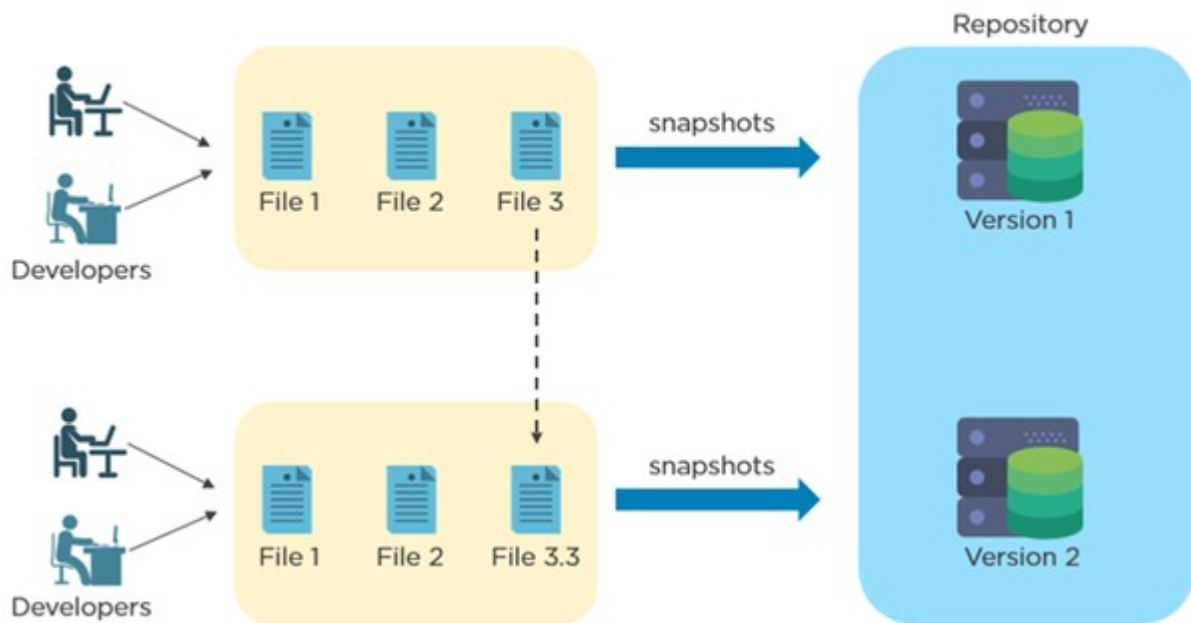 Repository
snapshots
File 1 File 2 File 3
Version 1
Developers
snapshots
File 1 File 2 File 3.3
Version 2
Developers